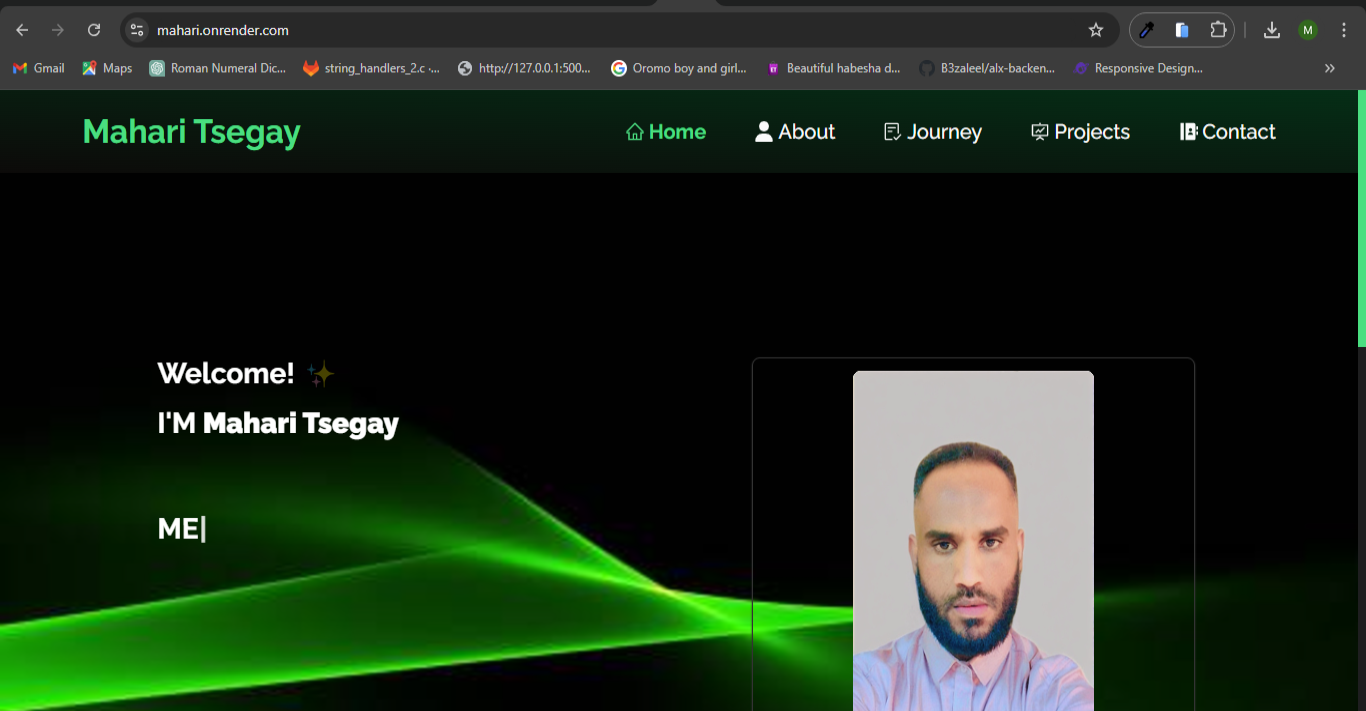 mahari.onrender.com
M
Gmail
Maps
Roman Numeral Dic...
string_handlers_2.c ·...
http://127.0.0.1:500...
Oromo boy and girl...
Beautiful habesha d...
B3zaleel/alx-backen...
Responsive Design...
Mahari Tsegay
Home
About
Journey
Projects
Contact
Welcome!
I'M Mahari Tsegay
ME|